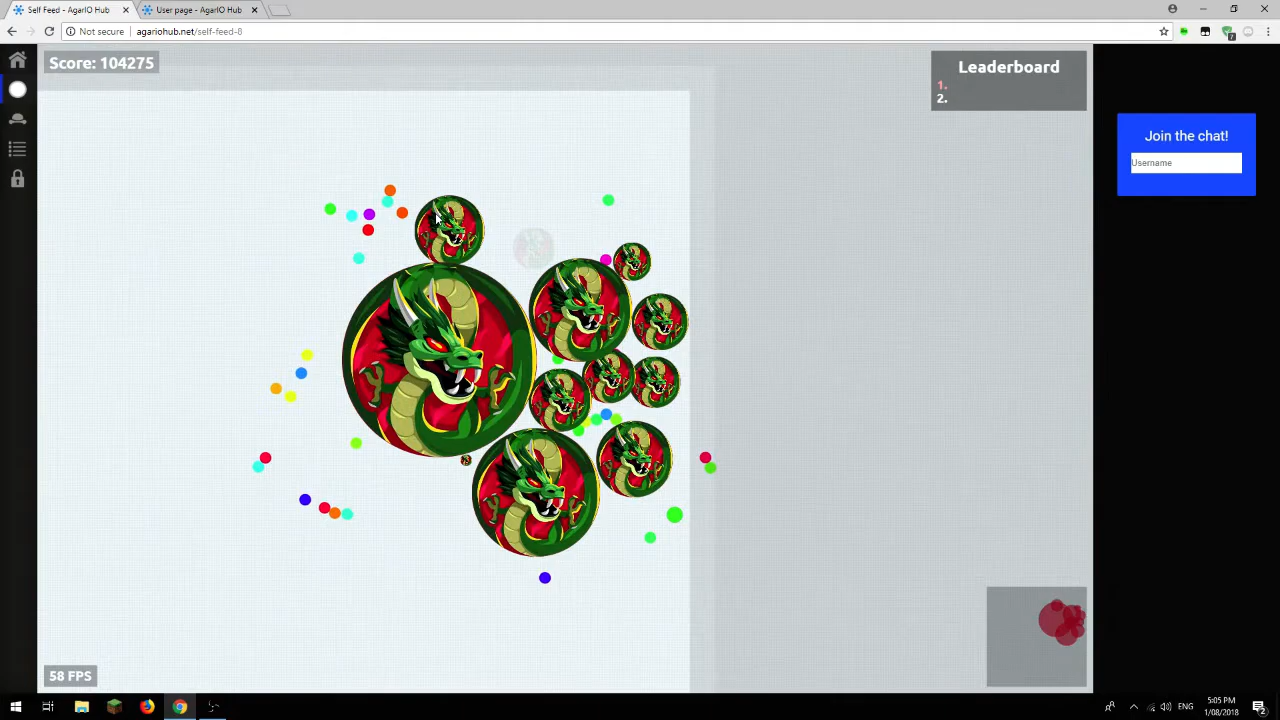 Self Feed - AgarIO Hub
User page - AgarIO Hub
Not secure
agariohub.net/self-feed-8
Score: 104275
Leaderboard
1.
2.
Join the chat!
Username
58 FPS
ENG
5:05 PM
1/08/2018